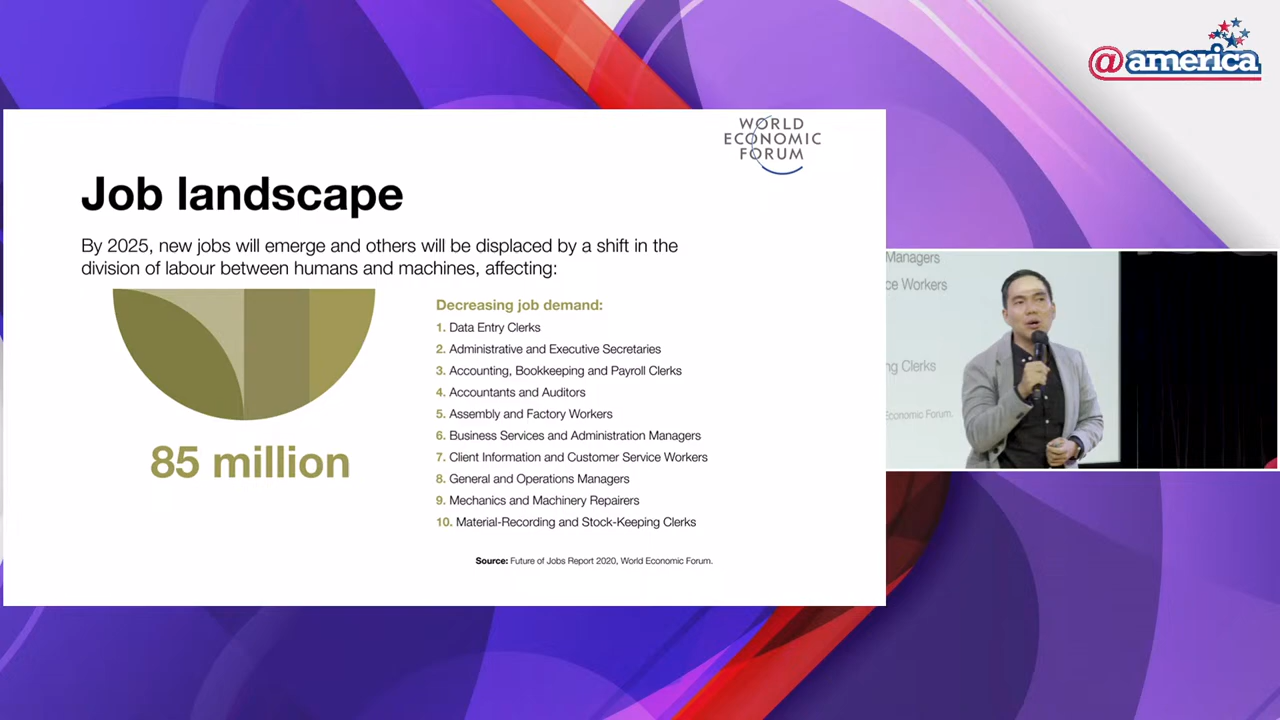 @america
WORLD
ECONOMIC
FORUM
Job landscape
By 2025, new jobs will emerge and others will be displaced by a shift in the
division of labour between humans and machines, affecting:
85 million
Decreasing job demand:
1. Data Entry Clerks
2. Administrative and Executive Secretaries
3. Accounting, Bookkeeping and Payroll Clerks
4. Accountants and Auditors
5. Assembly and Factory Workers
6. Business Services and Administration Managers
7. Client Information and Customer Service Workers
8. General and Operations Managers
9. Mechanics and Machinery Repairers
10. Material-Recording and Stock-Keeping Clerks
Source: Future of Jobs Report 2020, World Economic Forum.
Managers
ce Workers
ng Clerks
Economic Forum.